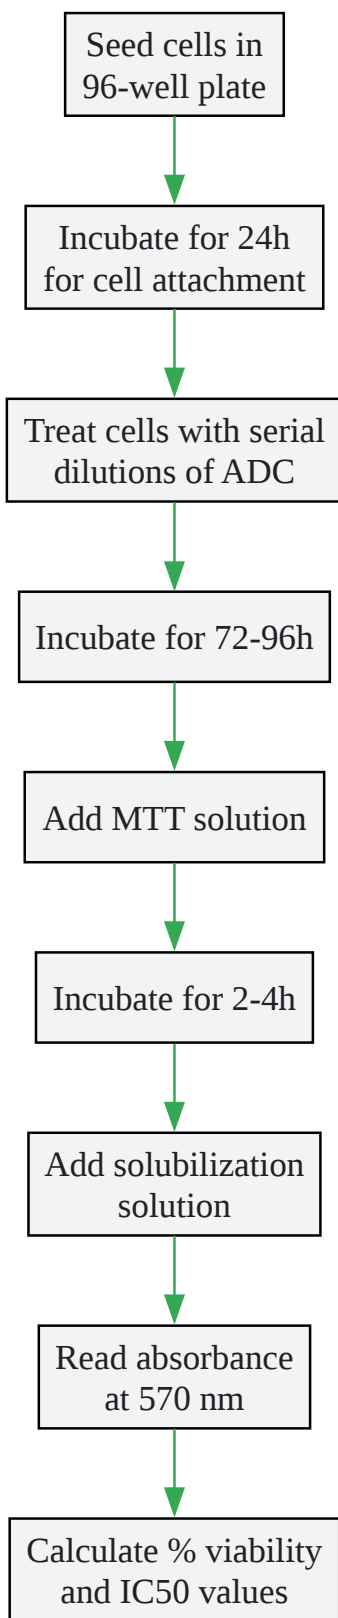 Seed cells in
96-well plate
Incubate for 24h
for cell attachment
Treat cells with serial
dilutions of ADC
Incubate for 72-96h
Add MTT solution
Incubate for 2-4h
Add solubilization
solution
Read absorbance
at 570 nm
Calculate % viability
and IC50 values